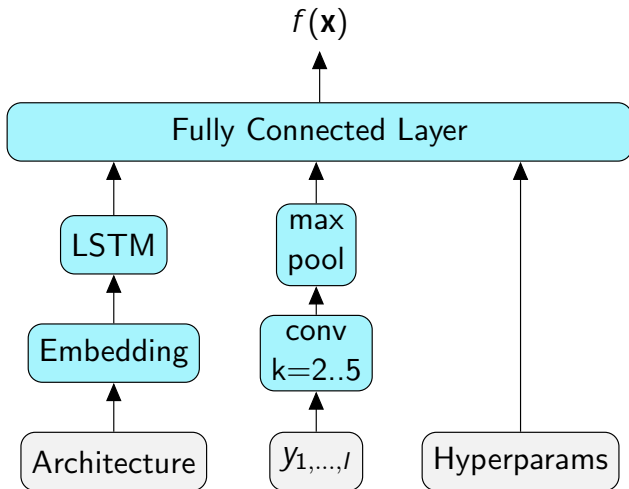 f(x)
Fully Connected Layer
LSTM
max
pool
Embedding
conv
k=2..5
Architecture
y1,...,l
Hyperparams